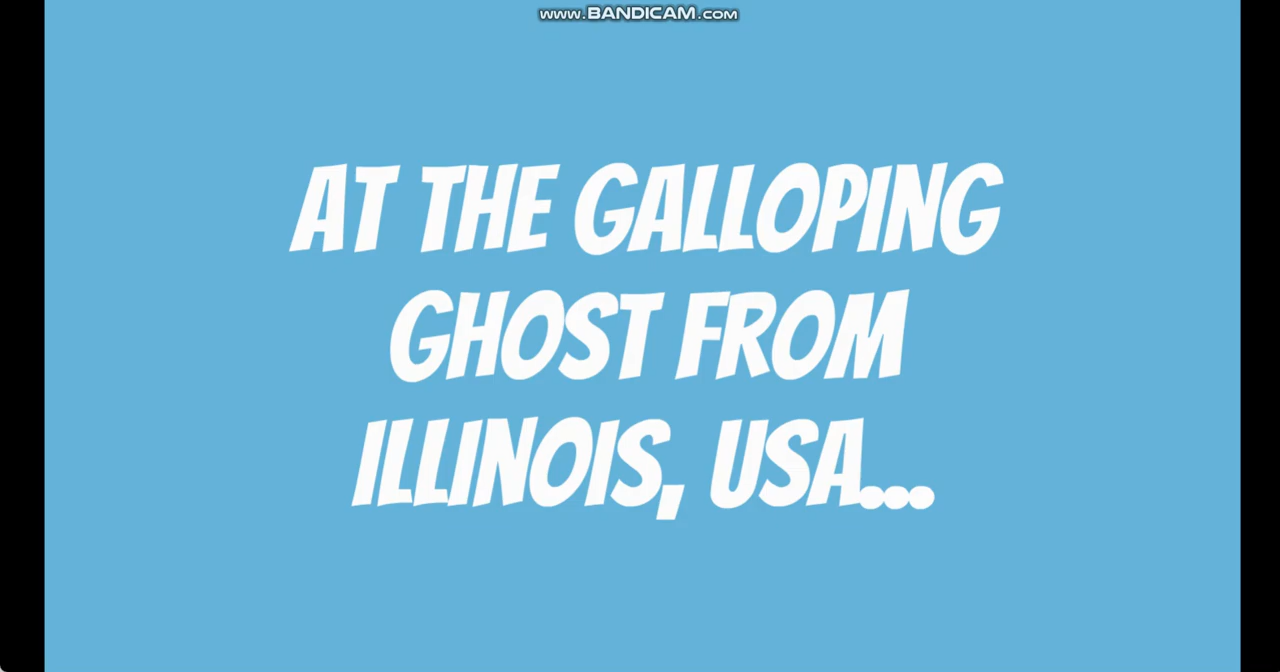 www.BANDICAM.com
AT THE GALLOPING
GHOST FROM
ILLINOIS, USA...